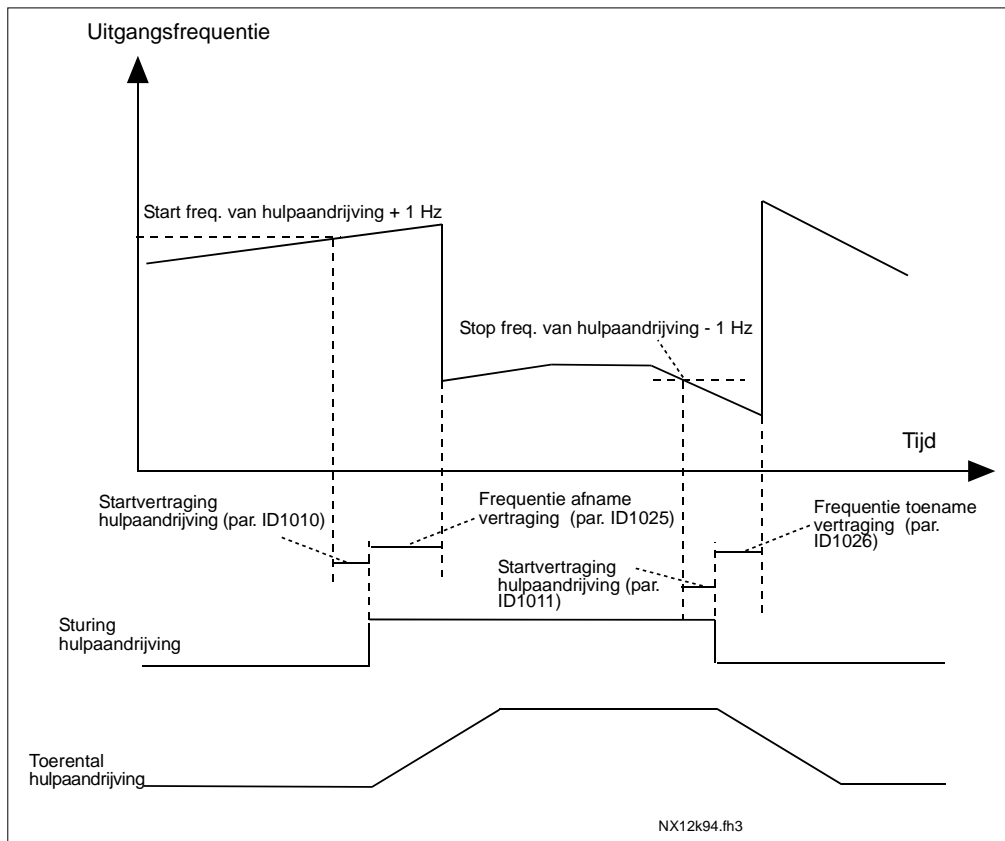 Uitgangsfrequentie
Start freq. van hulpaandrijving + 1 Hz
Stop freq. van hulpaandrijving - 1 Hz
Tijd
Startvertraging
hulpaandrijving (par. ID1010)
Frequentie afname
vertraging (par. ID1025)
Frequentie toename
vertraging (par.
ID1026)
Startvertraging
hulpaandrijving (par.
ID1011)
Sturing
hulpaandrijving
Toerental
hulpaandrijving
NX12k94.fh3